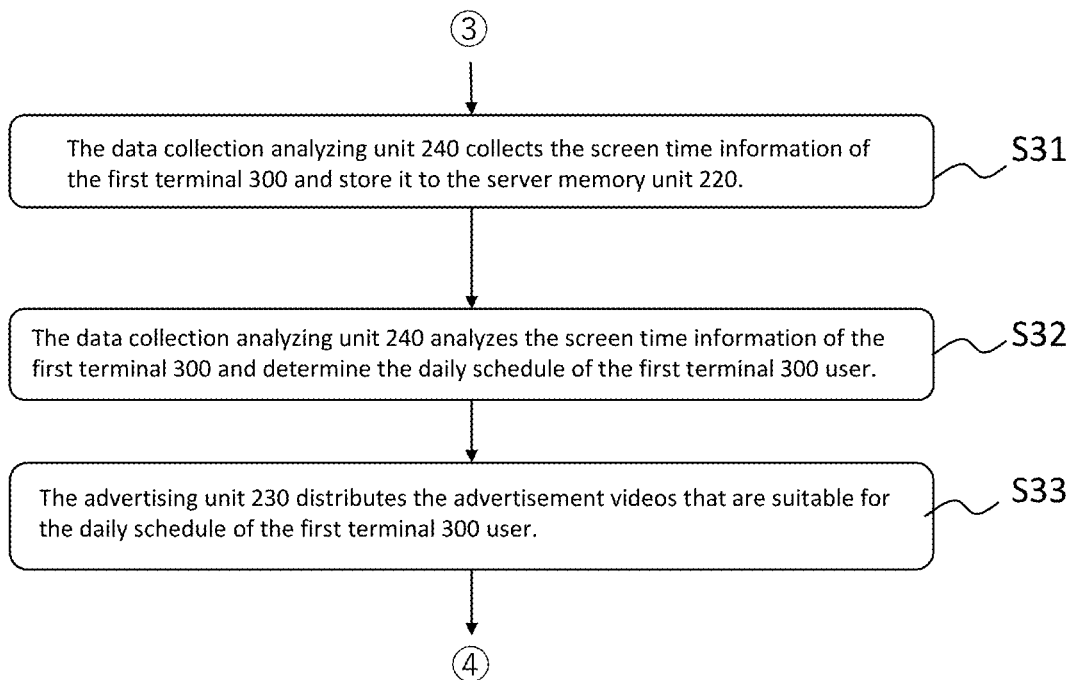 ③
The data collection analyzing unit 240 collects the screen time information of
the first terminal 300 and store it to the server memory unit 220.
S31
The data collection analyzing unit 240 analyzes the screen time information of the
first terminal 300 and determine the daily schedule of the first terminal 300 user.
S32
The advertising unit 230 distributes the advertisement videos that are suitable for
the daily schedule of the first terminal 300 user.
S33
④